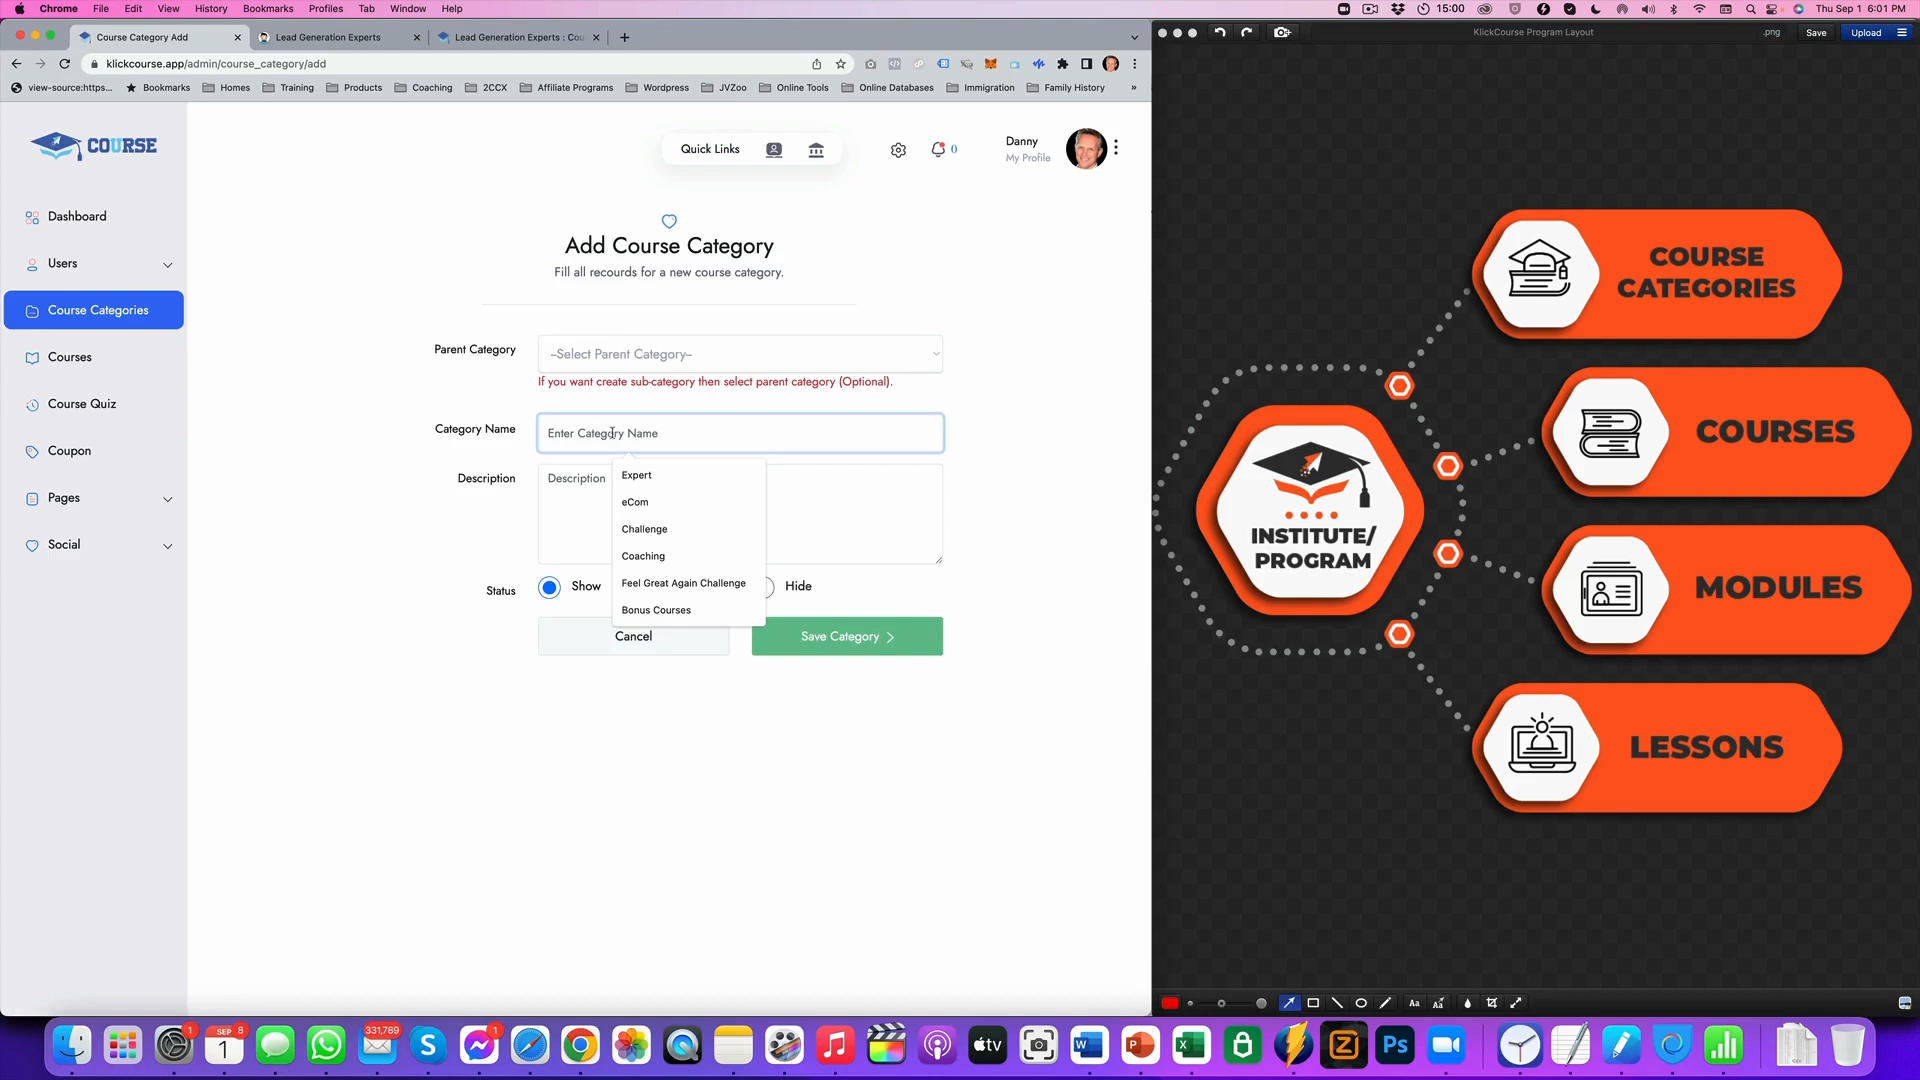 Chrome File Edit View History Bookmarks Profiles Tab Window Help
15:00
Thu Sep 1 6:01 PM
Course Category Add
Lead Generation Experts
Lead Generation Experts : Cou
klickcourse.app/admin/course_category/add
view-source:https...
Bookmarks
Homes
Training
Products
Coaching
2CCX
Affiliate Programs
Wordpress
JVZoo
Online Tools
Online Databases
Immigration
Family History
»
KlickCourse Program Layout
.png
Save
Upload
COURSE
Quick Links
0
Danny
My Profile
Dashboard
Users
Course Categories
Courses
Course Quiz
Coupon
Pages
Social
Add Course Category
Fill all recourds for a new course category.
Parent Category
--Select Parent Category--
If you want create sub-category then select parent category (Optional).
Category Name
Enter Category Name
Description
Description
Expert
eCom
Challenge
Coaching
Feel Great Again Challenge
Bonus Courses
Status
Show
Hide
Cancel
Save Category
COURSE
CATEGORIES
COURSES
INSTITUTE/
PROGRAM
MODULES
LESSONS
Aa
1
SEP
8
1
331,789
1
tv
W
P
X
Z
Ps